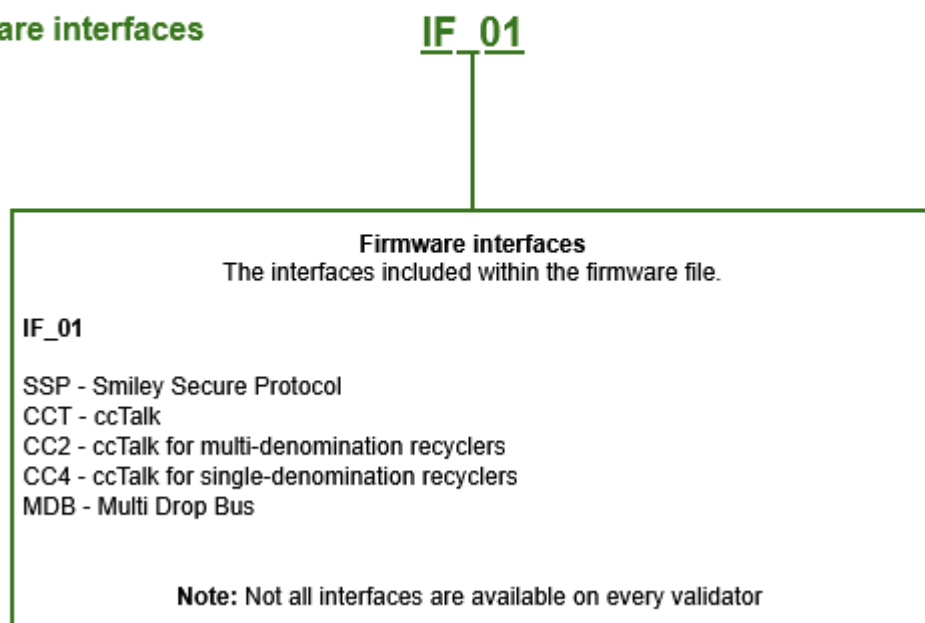 are interfaces
IF_01
Firmware interfaces
The interfaces included within the firmware file.
IF_01
SSP - Smiley Secure Protocol
CCT - ccTalk
CC2 - ccTalk for multi-denomination recyclers
CC4 - ccTalk for single-denomination recyclers
MDB - Multi Drop Bus
Note: Not all interfaces are available on every validator